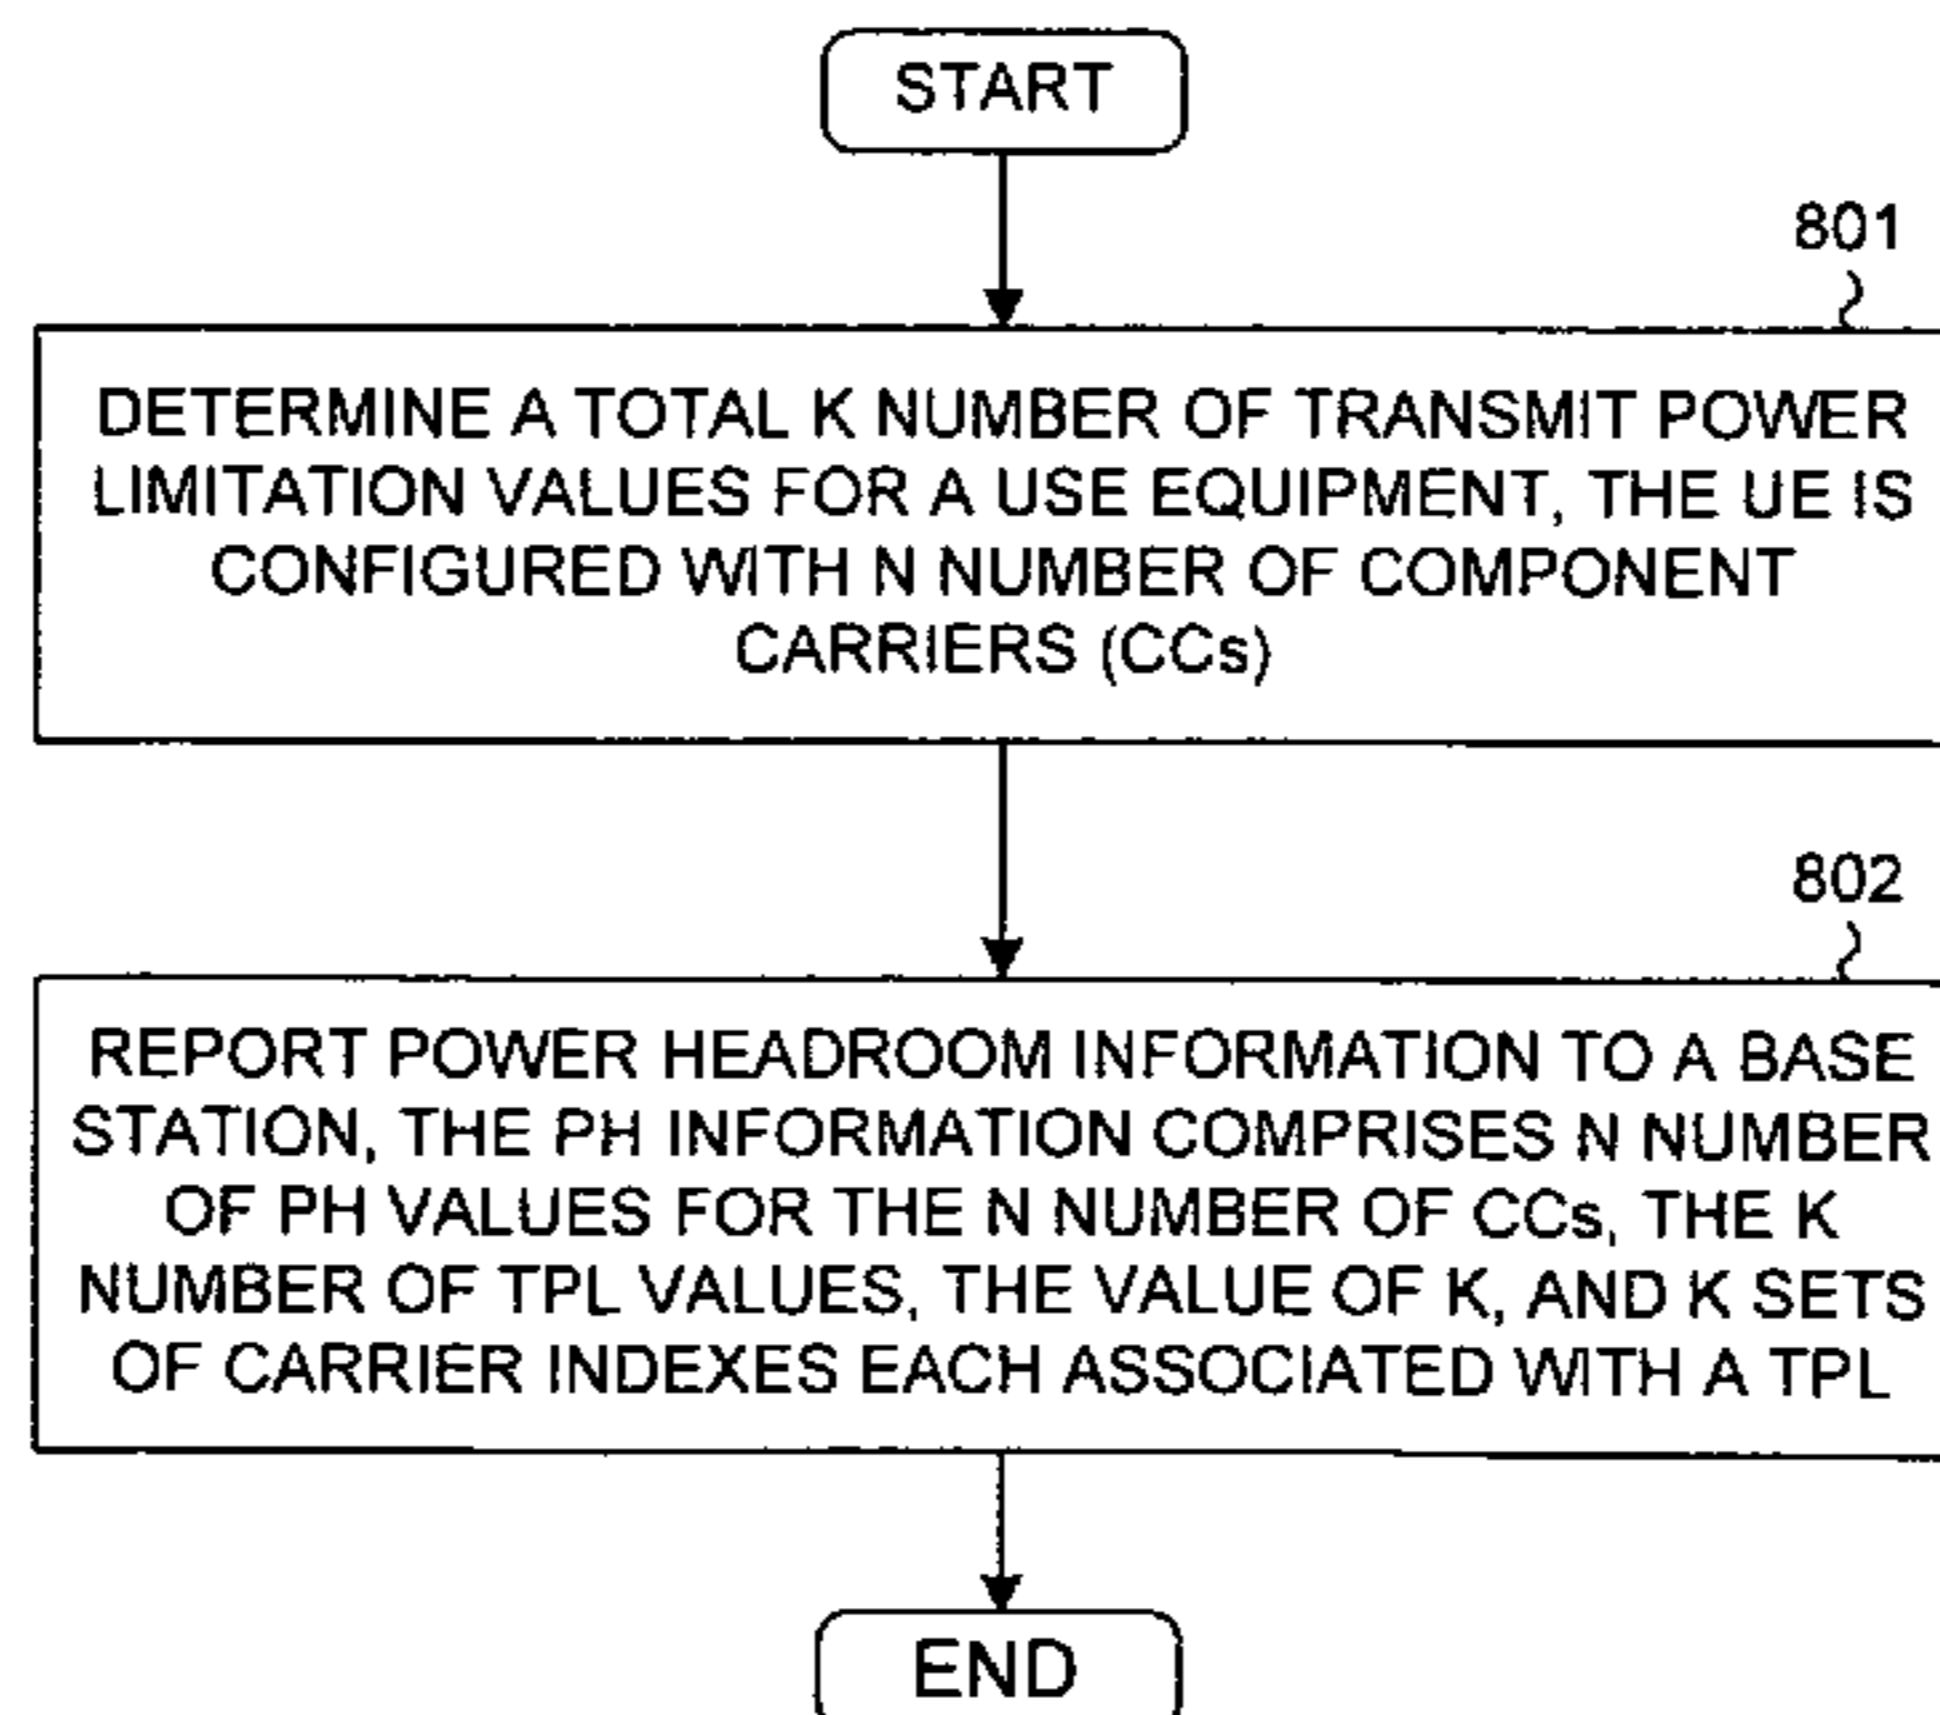 START
801
DETERMINE A TOTAL K NUMBER OF TRANSMIT POWER
LIMITATION VALUES FOR A USE EQUIPMENT, THE UE IS
CONFIGURED WITH N NUMBER OF COMPONENT
CARRIERS (CCs)
802
REPORT POWER HEADROOM INFORMATION TO A BASE
STATION, THE PH INFORMATION COMPRISES N NUMBER
OF PH VALUES FOR THE N NUMBER OF CCs, THE K
NUMBER OF TPL VALUES, THE VALUE OF K, AND K SETS
OF CARRIER INDEXES EACH ASSOCIATED WITH A TPL
END